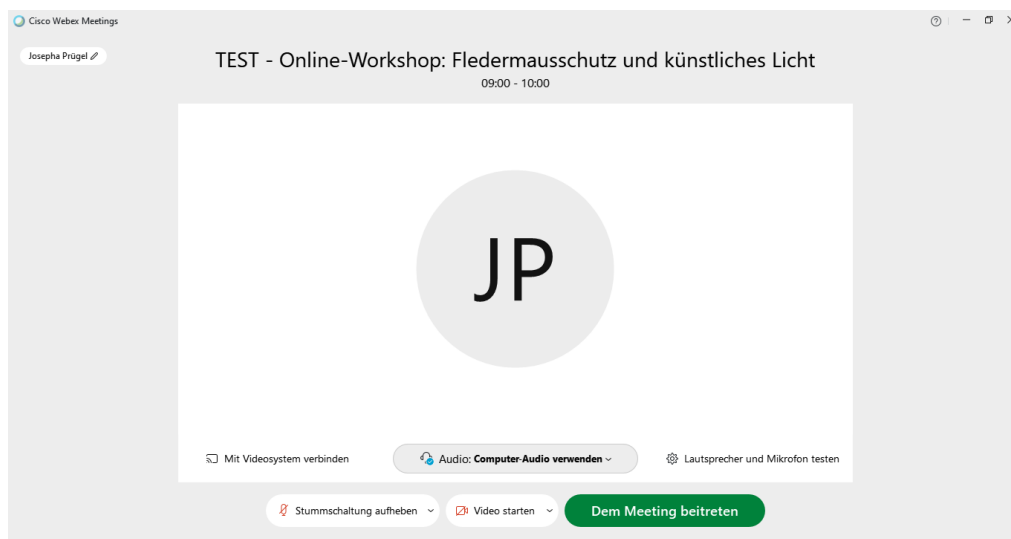 Cisco Webex Meetings
Josepha Prügel
TEST - Online-Workshop: Fledermausschutz und künstliches Licht
09:00 - 10:00
JP
Mit Videosystem verbinden
Audio: Computer-Audio verwenden
Lautsprecher und Mikrofon testen
Stummschaltung aufheben
Video starten
Dem Meeting beitreten